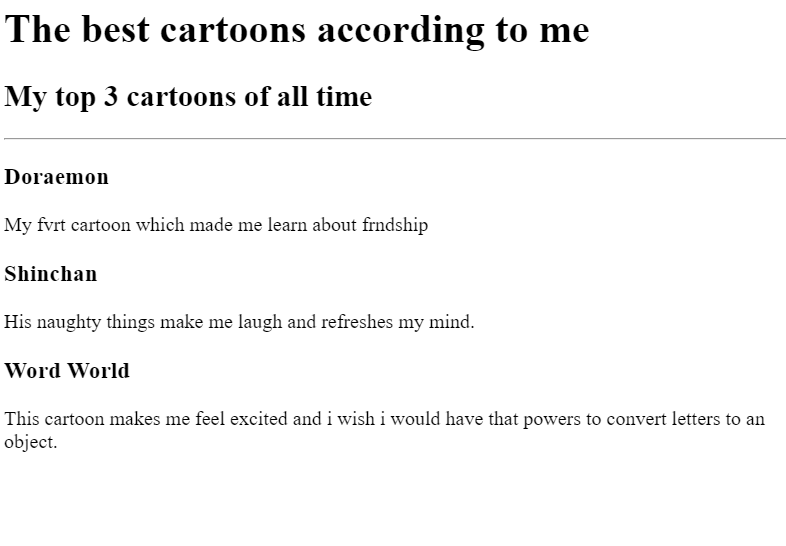 The best cartoons according to me
My top 3 cartoons of all time
Doraemon
My fvrt cartoon which made me learn about frndship
Shinchan
His naughty things make me laugh and refreshes my mind.
Word World
This cartoon makes me feel excited and i wish i would have that powers to convert letters to an
object.